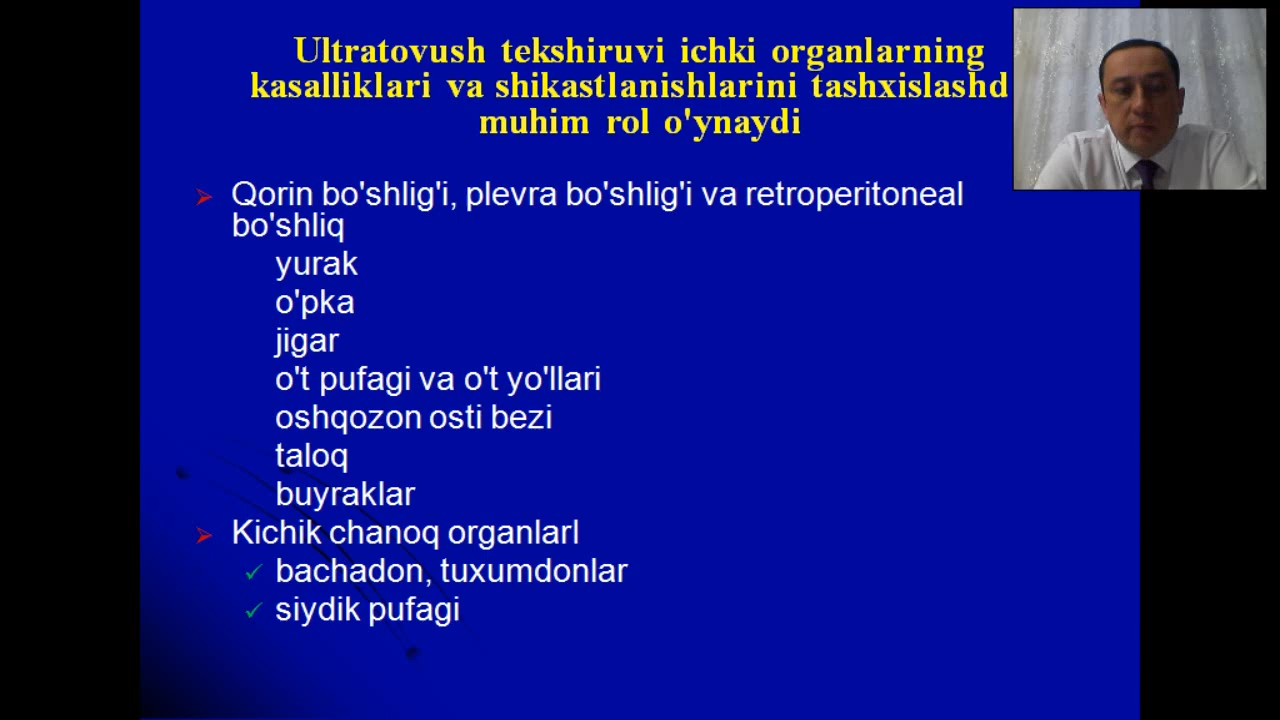 Ultratovush tekshiruvi ichki organlarning
kasalliklari va shikastlanishlarini tashxislashd
muhim rol o'ynaydi
Qorin bo'shlig'i, plevra bo'shlig'i va retroperitoneal
bo'shliq
yurak
o'pka
jigar
o't pufagi va o't yo'llari
oshqozon osti bezi
taloq
buyraklar
Kichik chanoq organlarI
bachadon, tuxumdonlar
siydik pufagi